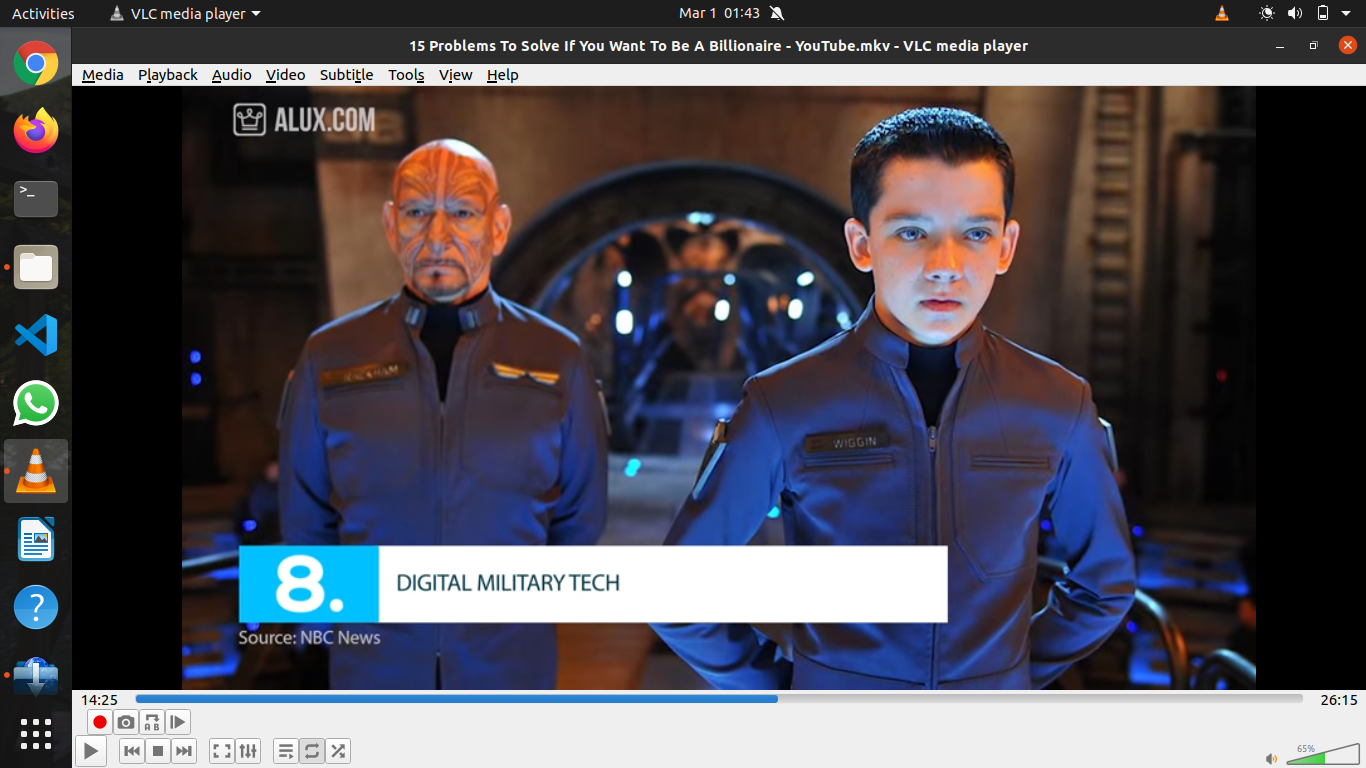 Activities
VLC media player
Mar 1 01:43
15 Problems To Solve If You Want To Be A Billionaire - YouTube.mkv - VLC media player
Media Playback Audio Video Subtitle Tools View Help
ALUX.COM
RACKHAM
WIGGIN
8. DIGITAL MILITARY TECH
Source: NBC News
14:25
26:15
A B
65%